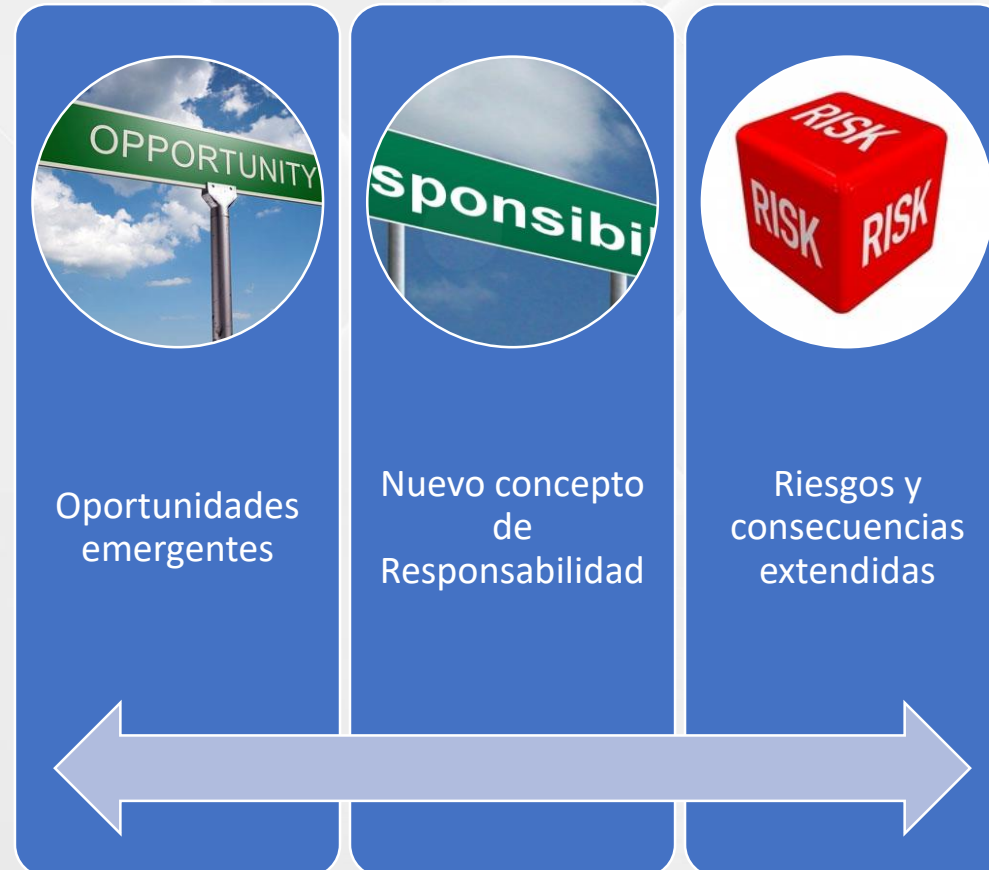 OPPORTUNITY
sponsibi
RISK
RISK
RISK
Oportunidades
emergentes
Nuevo concepto
de
Responsabilidad
Riesgos y
consecuencias
extendidas